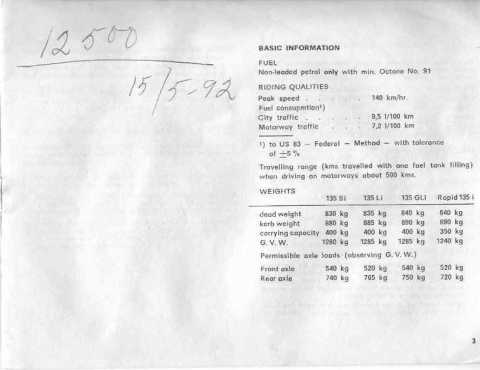 12500
15/5-92
BASIC INFORMATION
FUEL
Non-leaded petrol only with min. Octane No. 91
RIDING QUALITIES
Peak speed . . . . . 140 km/hr.
Fuel consupmtion¹)
City traffic . . . . . 9,5 l/100 km
Motorway traffic . . . . 7,2 l/100 km
¹) to US 83 – Federal – Method – with tolerance
of ±5 %
Travelling range (kms travelled with one fuel tank filling)
when driving on motorways about 500 kms.
WEIGHTS
135 Si 135 Li 135 GLi Rapid 135 i
dead weight 830 kg 835 kg 840 kg 840 kg
kerb weight 880 kg 885 kg 890 kg 890 kg
carrying capacity 400 kg 400 kg 400 kg 350 kg
G. V. W. 1280 kg 1285 kg 1285 kg 1240 kg
Permissible axle loads (observing G. V. W.)
Front axle 540 kg 520 kg 540 kg 520 kg
Rear axle 740 kg 765 kg 750 kg 720 kg
3